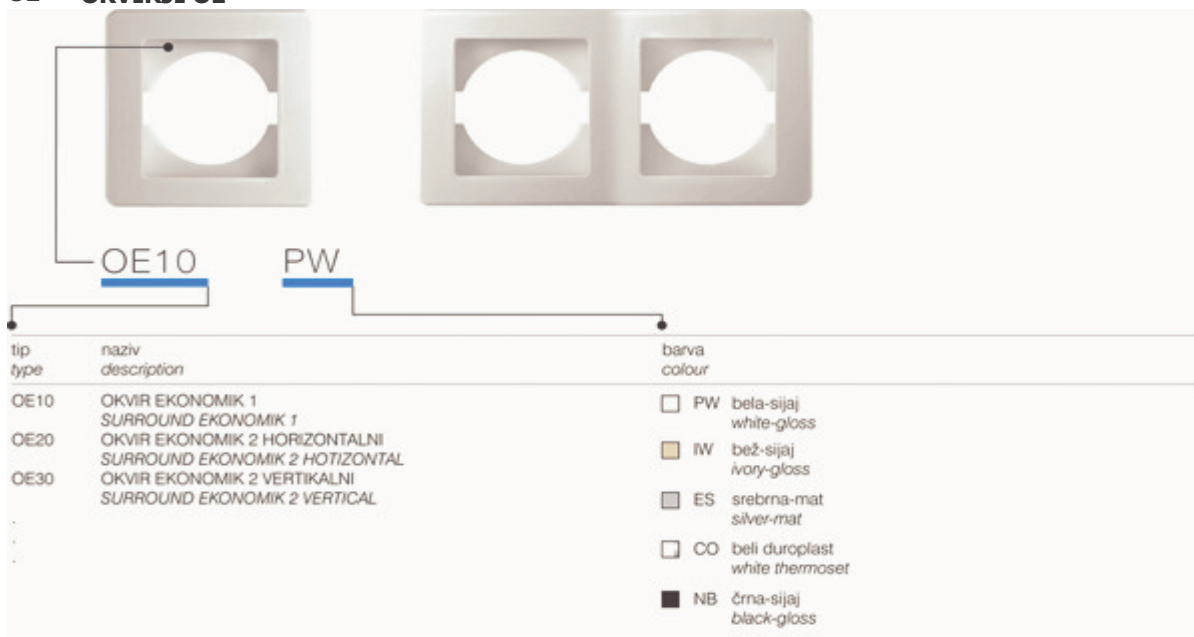 OE10 PW
tip naziv barva
type description colour
OE10 OKVIR EKONOMIK 1
SURROUND EKONOMIK 1
OE20 OKVIR EKONOMIK 2 HORIZONTALNI
SURROUND EKONOMIK 2 HOTIZONTAL
OE30 OKVIR EKONOMIK 2 VERTIKALNI
SURROUND EKONOMIK 2 VERTICAL
.
.
.
PW bela-sijaj
white-gloss
IW bež-sijaj
ivory-gloss
ES srebrna-mat
silver-mat
CO beli duroplast
white thermoset
NB črna-sijaj
black-gloss